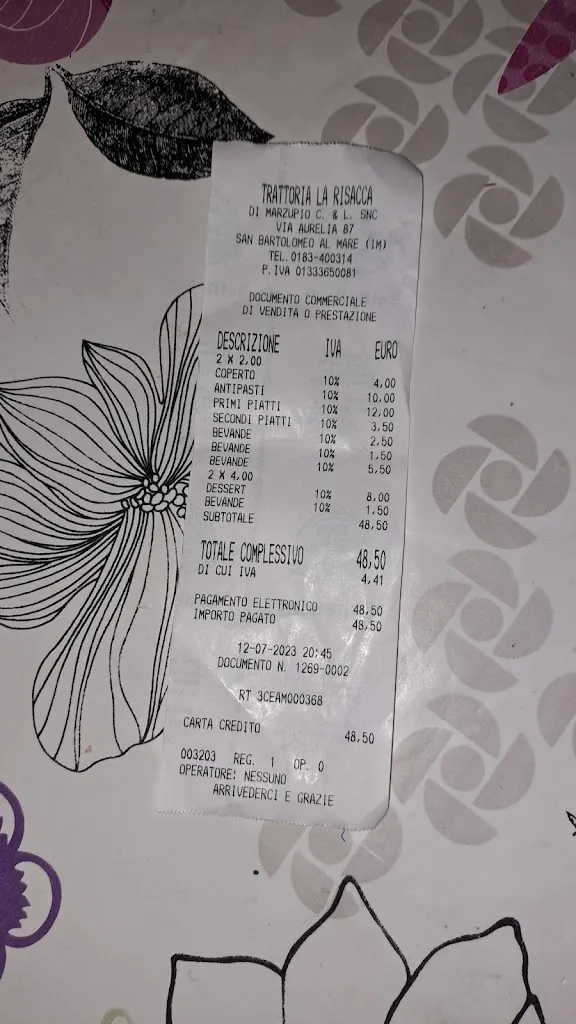 TRATTORIA LA RISACCA
DI MARZUPIO C. & L. SNC
VIA AURELIA 87
SAN BARTOLOMEO AL MARE (IM)
TEL.0183-400314
P.IVA 01333650081
DOCUMENTO COMMERCIALE
DI VENDITA O PRESTAZIONE
DESCRIZIONE IVA EURO
2 X 2,00
COPERTO 10% 4,00
ANTIPASTI 10% 10,00
PRIMI PIATTI 10% 12,00
SECONDI PIATTI 10% 3,50
BEVANDE 10% 2,50
BEVANDE 10% 1,50
BEVANDE 10% 5,50
2 X 4,00
DESSERT 10% 8,00
BEVANDE 10% 1,50
SUBTOTALE 48,50
TOTALE COMPLESSIVO 48,50
DI CUI IVA 4,41
PAGAMENTO ELETTRONICO 48,50
IMPORTO PAGATO 48,50
12-07-2023 20:45
DOCUMENTO N. 1269-0002
RT 3CEAM000368
CARTA CREDITO 48,50
003203 REG. 1 OP. 0
OPERATORE: NESSUNO
ARRIVEDERCI E GRAZIE